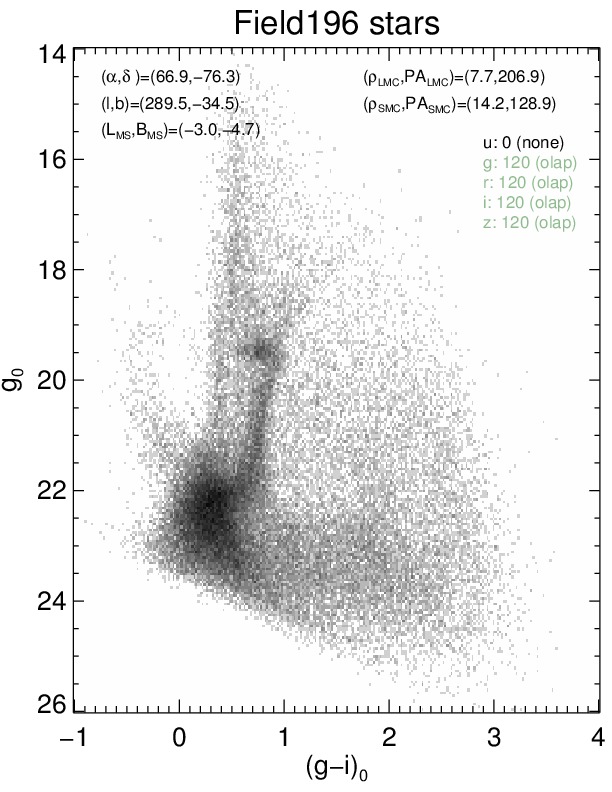 Field196 stars
(α,δ )=(66.9,−76.3)
(l,b)=(289.5,−34.5)
(LMS,BMS)=(−3.0,−4.7)
(ρLMC,PALMC)=(7.7,206.9)
(ρSMC,PASMC)=(14.2,128.9)
u: 0 (none)
g: 120 (olap)
r: 120 (olap)
i: 120 (olap)
z: 120 (olap)
14
16
18
20
22
24
26
g0
−1 0 1 2 3 4
(g−i)0